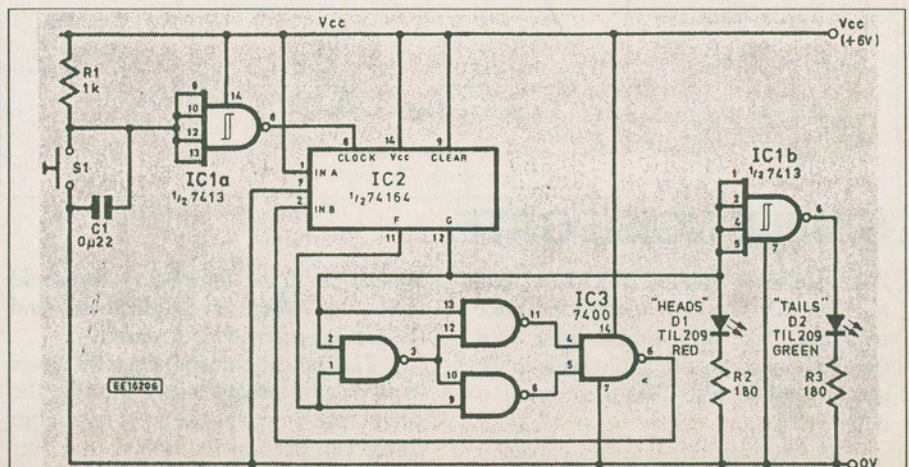 Vcc
Vcc
(+6V)
R1
1k
9
10
12
13
14
8
IC1a
½ 7413
S1
C1
0µ22
8
CLOCK
14
Vcc
9
CLEAR
1
IN A
7
2
IN B
IC2
½74164
F
11
G
12
IC1b
½ 7413
1
2
4
5
6
7
13
12
11
2
1
3
10
9
8
IC3
7400
14
4
5
6
7
"HEADS"
D1
TIL209
RED
"TAILS"
D2
TIL209
GREEN
R2
180
R3
180
EE16206
0V